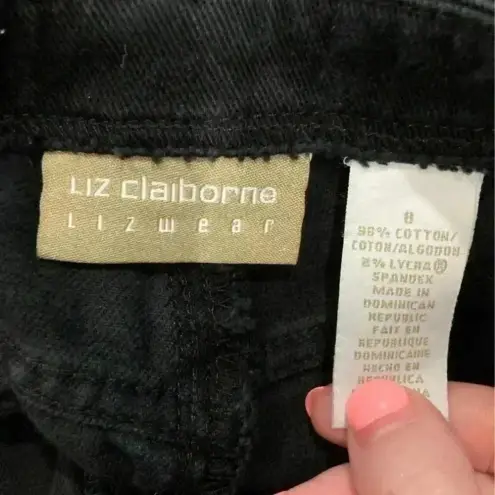 Liz claiborne
Lizwear
8
98% COTTON/
COTON/ALGODON
2% LYCRA®
SPANDEX
MADE IN
DOMINICAN
REPUBLIC
FAIT EN
REPUBLIQUE
DOMINICAINE
HECHO EN
REPUBLICA